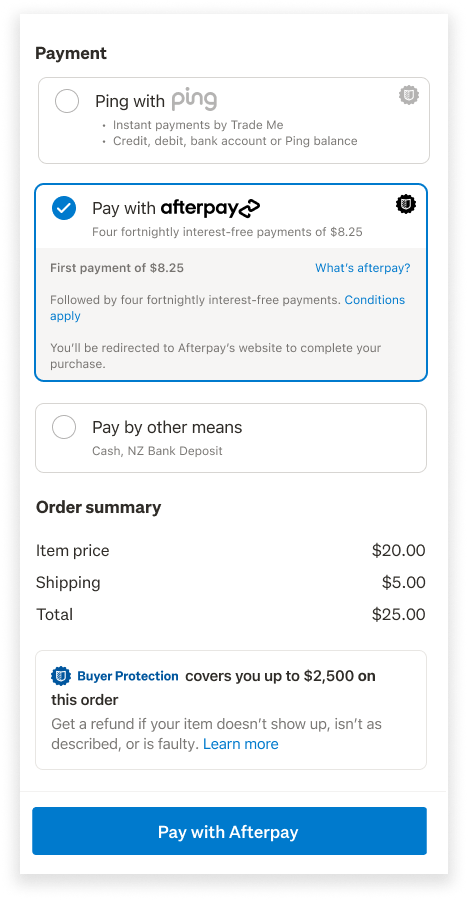 Payment
Ping with ping
• Instant payments by Trade Me
• Credit, debit, bank account or Ping balance
Pay with afterpay
Four fortnightly interest-free payments of $8.25
First payment of $8.25 What's afterpay?
Followed by four fortnightly interest-free payments. Conditions
apply
You'll be redirected to Afterpay's website to complete your
purchase.
Pay by other means
Cash, NZ Bank Deposit
Order summary
Item price $20.00
Shipping $5.00
Total $25.00
Buyer Protection covers you up to $2,500 on
this order
Get a refund if your item doesn't show up, isn't as
described, or is faulty. Learn more
Pay with Afterpay